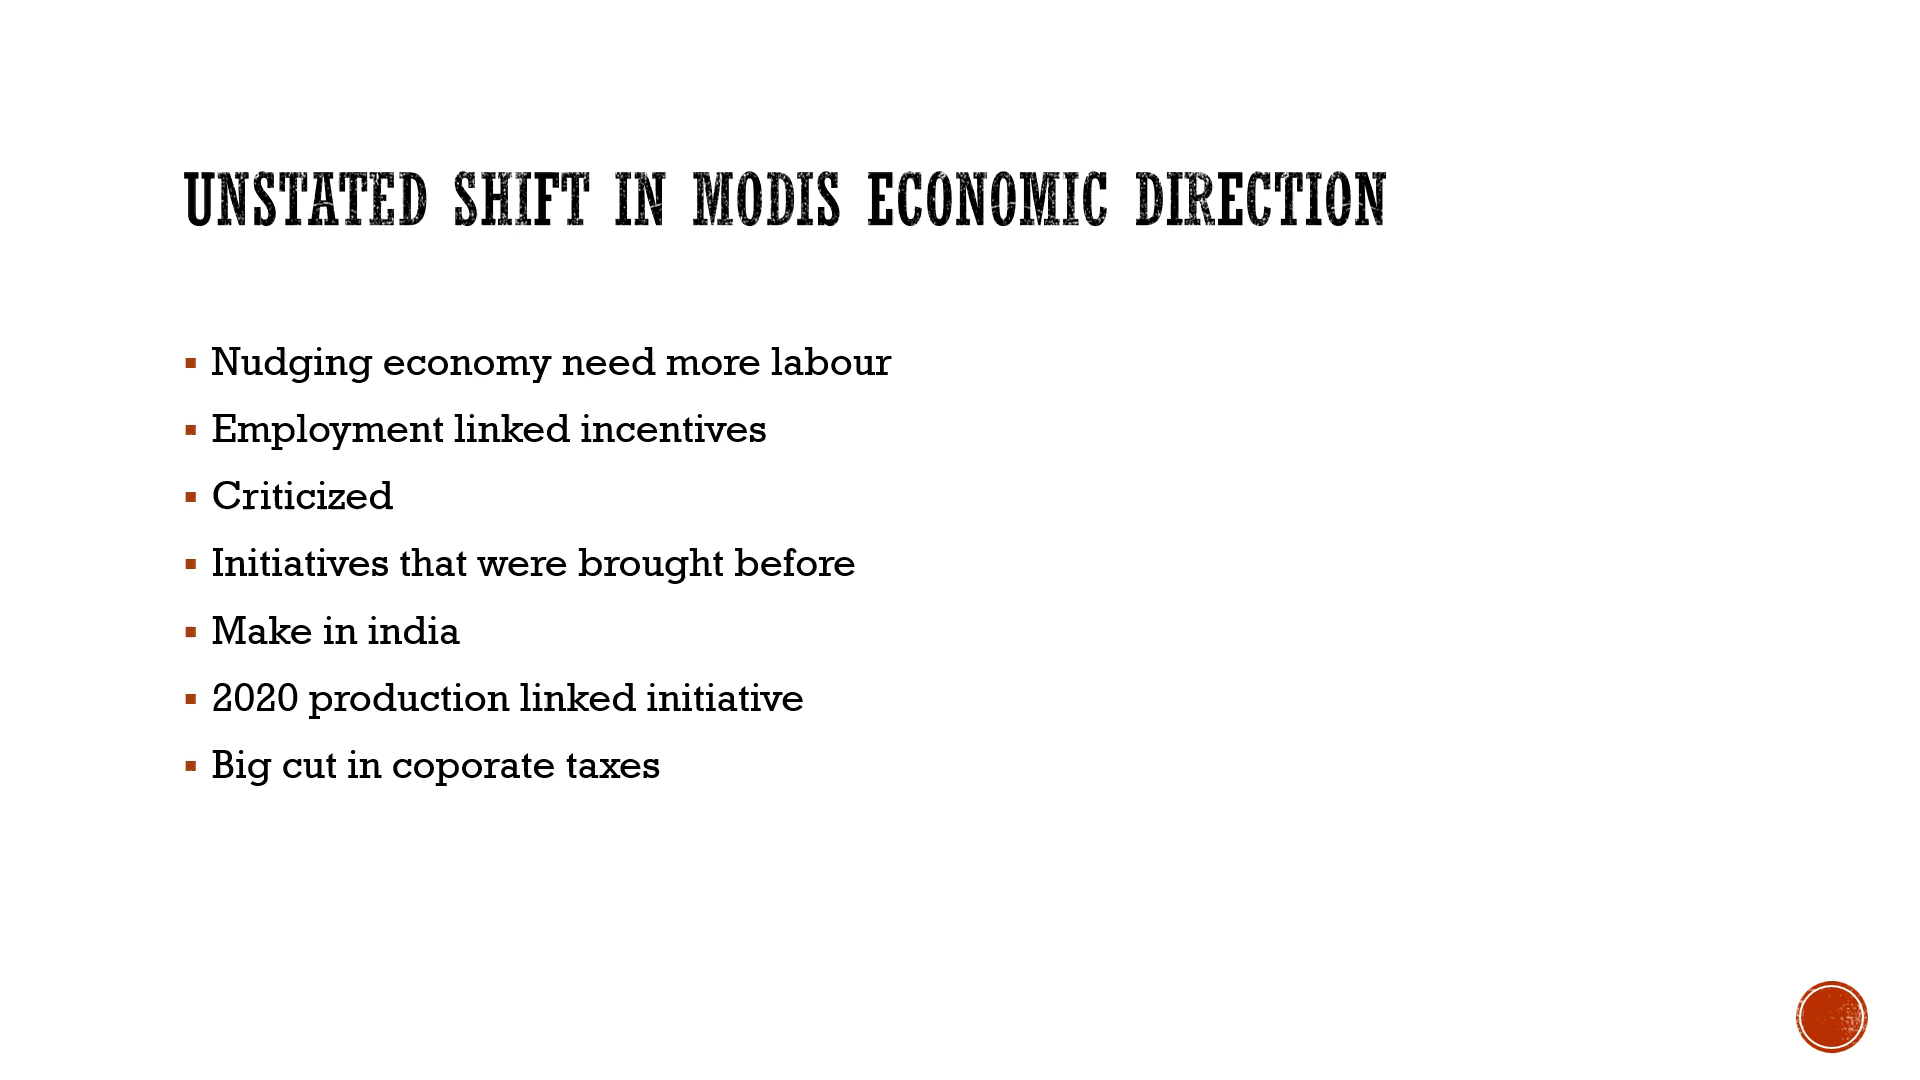 UNSTATED SHIFT IN MODIS ECONOMIC DIRECTION
▪ Nudging economy need more labour
▪ Employment linked incentives
▪ Criticized
▪ Initiatives that were brought before
▪ Make in india
▪ 2020 production linked initiative
▪ Big cut in coporate taxes